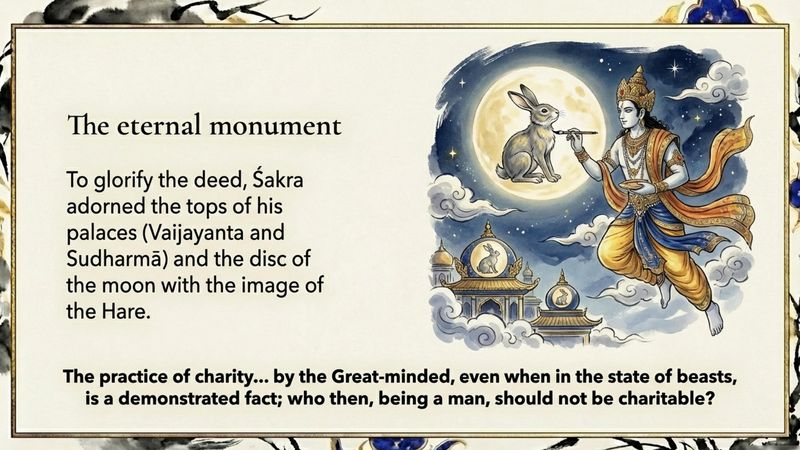 The eternal monument
To glorify the deed, Śakra
adorned the tops of his
palaces (Vaijayanta and
Sudharmā) and the disc of
the moon with the image of
the Hare.
The practice of charity... by the Great-minded, even when in the state of beasts,
is a demonstrated fact; who then, being a man, should not be charitable?